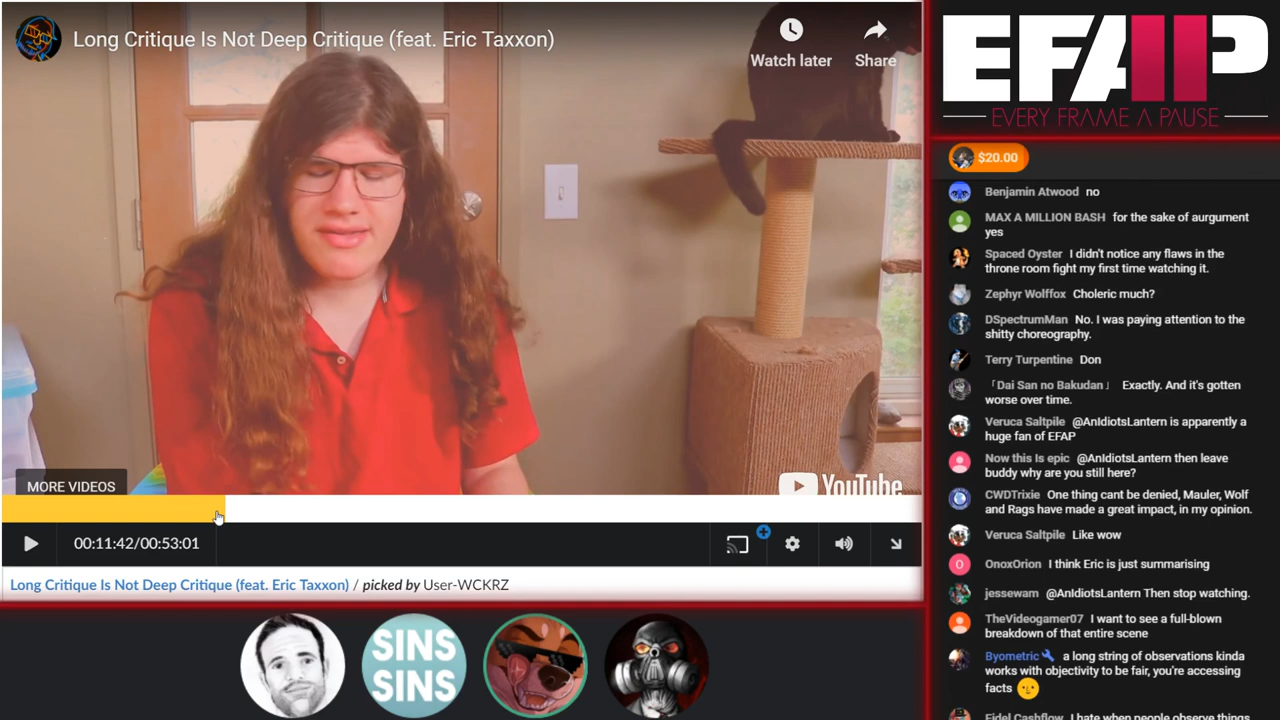 Long Critique Is Not Deep Critique (feat. Eric Taxxon)
Watch later
Share
MORE VIDEOS
YouTube
00:11:42/00:53:01
Long Critique Is Not Deep Critique (feat. Eric Taxxon) / picked by User-WCKRZ
SINS
SINS
EFAP
EVERY FRAME A PAUSE
$20.00
Benjamin Atwood no
MAX A MILLION BASH for the sake of aurgument
yes
Spaced Oyster I didn't notice any flaws in the
throne room fight my first time watching it.
Zephyr Wolffox Choleric much?
DSpectrumMan No. I was paying attention to the
shitty choreography.
Terry Turpentine Don
「Dai San no Bakudan」 Exactly. And it's gotten
worse over time.
Veruca Saltpile @AnIdiotsLantern is apparently a
huge fan of EFAP
Now this Is epic @AnIdiotsLantern then leave
buddy why are you still here?
CWDTrixie One thing cant be denied, Mauler, Wolf
and Rags have made a great impact, in my opinion.
Veruca Saltpile Like wow
O
OnoxOrion I think Eric is just summarising
jessewam @AnIdiotsLantern Then stop watching.
TheVideogamer07 I want to see a full-blown
breakdown of that entire scene
Byometric a long string of observations kinda
works with objectivity to be fair, you're accessing
facts
Fidel Cashflow I hate when people observe things